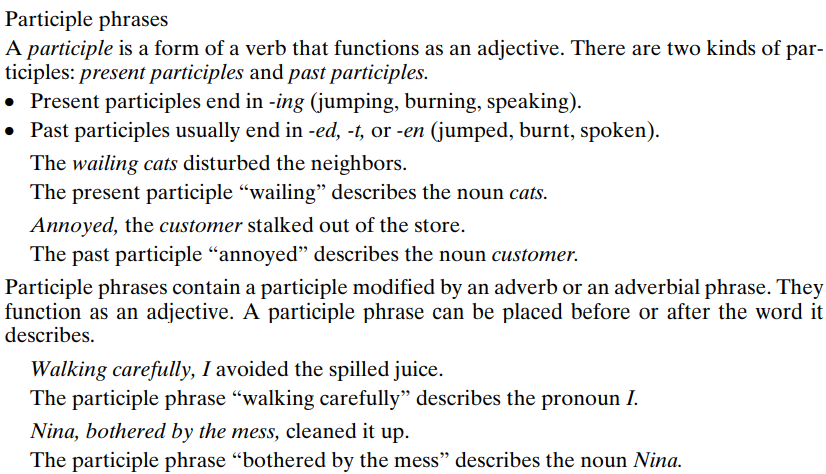 Participle phrases
A participle is a form of a verb that functions as an adjective. There are two kinds of par-
ticiples: present participles and past participles.
• Present participles end in -ing (jumping, burning, speaking).
• Past participles usually end in -ed, -t, or -en (jumped, burnt, spoken).
The wailing cats disturbed the neighbors.
The present participle “wailing” describes the noun cats.
Annoyed, the customer stalked out of the store.
The past participle “annoyed” describes the noun customer.
Participle phrases contain a participle modified by an adverb or an adverbial phrase. They
function as an adjective. A participle phrase can be placed before or after the word it
describes.
Walking carefully, I avoided the spilled juice.
The participle phrase “walking carefully” describes the pronoun I.
Nina, bothered by the mess, cleaned it up.
The participle phrase “bothered by the mess” describes the noun Nina.